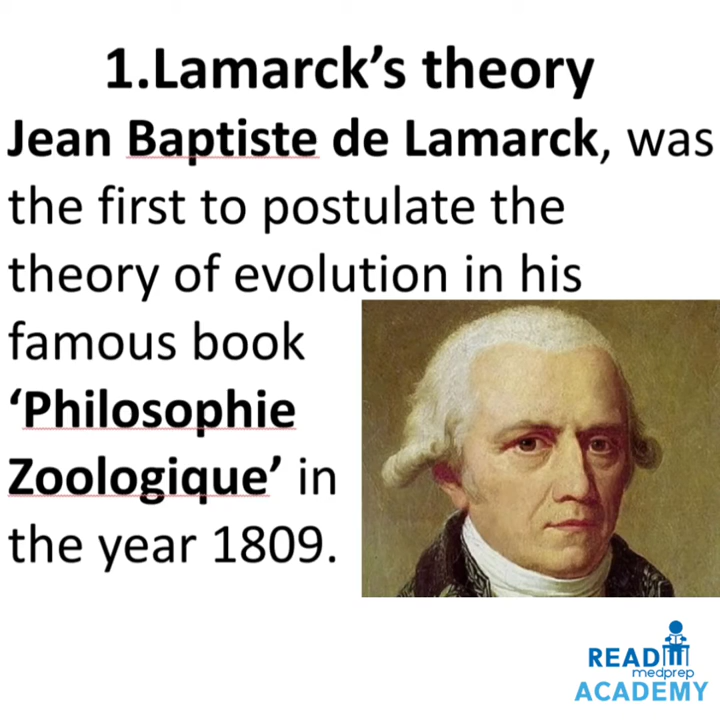 1.Lamarck’s theory
Jean Baptiste de Lamarck, was
the first to postulate the
theory of evolution in his
famous book
‘Philosophie
Zoologique’ in
the year 1809.
READ
medprep
ACADEMY